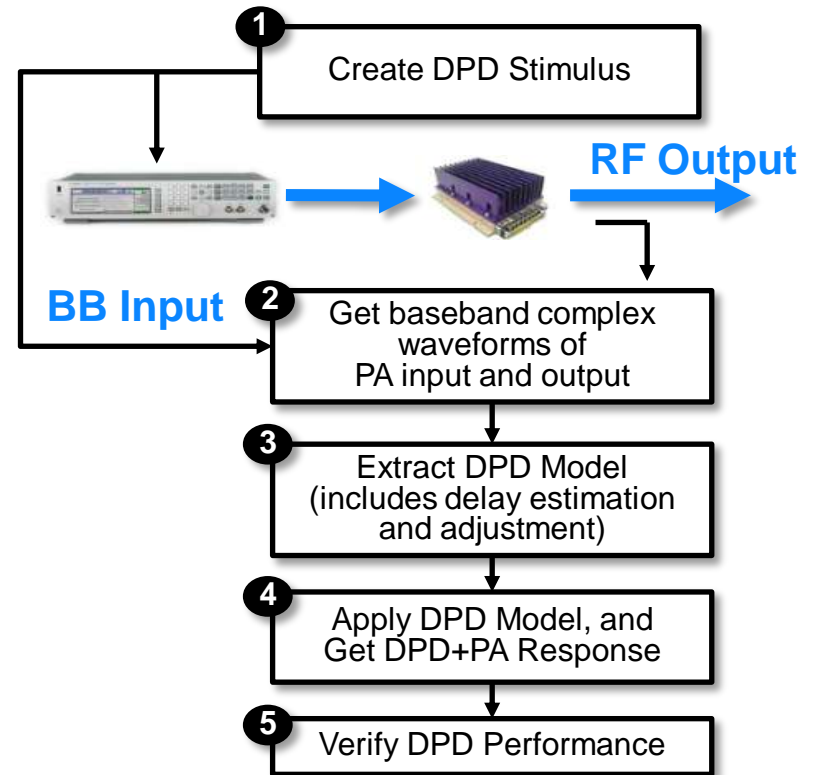 1
Create DPD Stimulus
RF Output
BB Input
2
Get baseband complex
waveforms of
PA input and output
3
Extract DPD Model
(includes delay estimation
and adjustment)
4
Apply DPD Model, and
Get DPD+PA Response
5
Verify DPD Performance